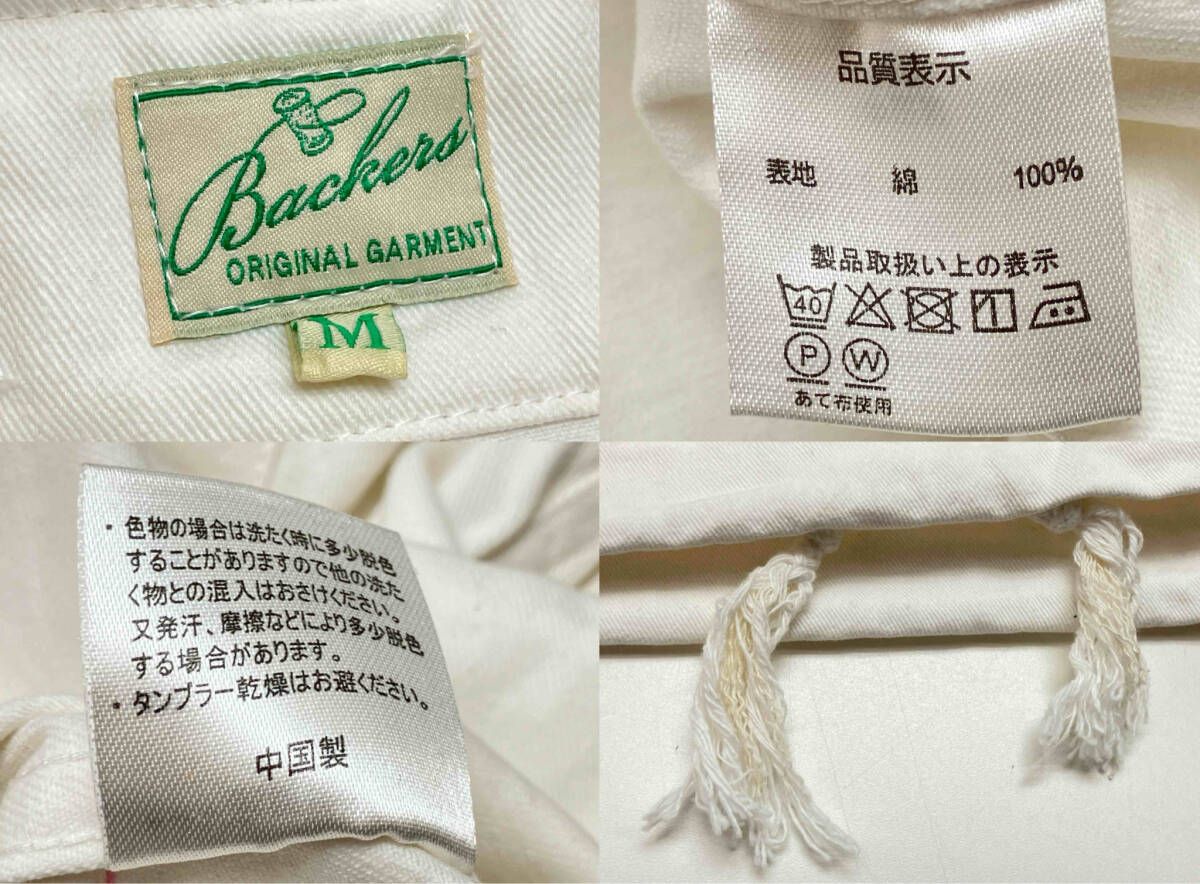 Backers
ORIGINAL GARMENT
M
品質表示
表地 綿 100%
製品取扱い上の表示
40
P W
あて布使用
・色物の場合は洗たく時に多少脱色
することがありますので他の洗た
く物との混入はおさけください。
又発汗、摩擦などにより多少脱色
する場合があります。
・タンブラー乾燥はお避ください。
中国製